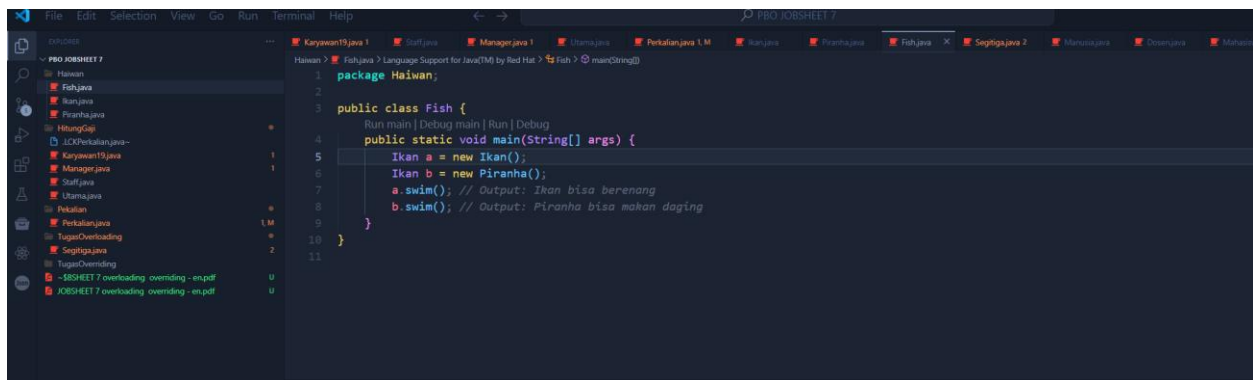 File Edit Selection View Go Run Terminal Help
PBO JOBSHEET 7
EXPLORER
Karyawan19.java 1 Staff.java Manager.java 1 Utama.java Perkalian.java 1, M Ikan.java Piranha.java Fish.java Segitiga.java 2 Manusia.java Dosen.java
PBO JOBSHEET 7
Haiwan > Fish.java > Language Support for Java(TM) by Red Hat > Fish > main(String[])
Haiwan
Fish.java
Ikan.java
Piranha.java
HitungGaji
.LCKPerkalian.java~
Karyawan19.java 1
Manager.java 1
Staff.java
Utama.java
Pekalian
Perkalian.java 1, M
TugasOverloading
Segitiga.java 2
TugasOverriding
~$BSHEET 7 overloading overriding - en.pdf U
JOBSHEET 7 overloading overriding - en.pdf U
1 package Haiwan;
2
3 public class Fish {
Run main | Debug main | Run | Debug
4 public static void main(String[] args) {
5 Ikan a = new Ikan();
6 Ikan b = new Piranha();
7 a.swim(); // Output: Ikan bisa berenang
8 b.swim(); // Output: Piranha bisa makan daging
9 }
10 }
11